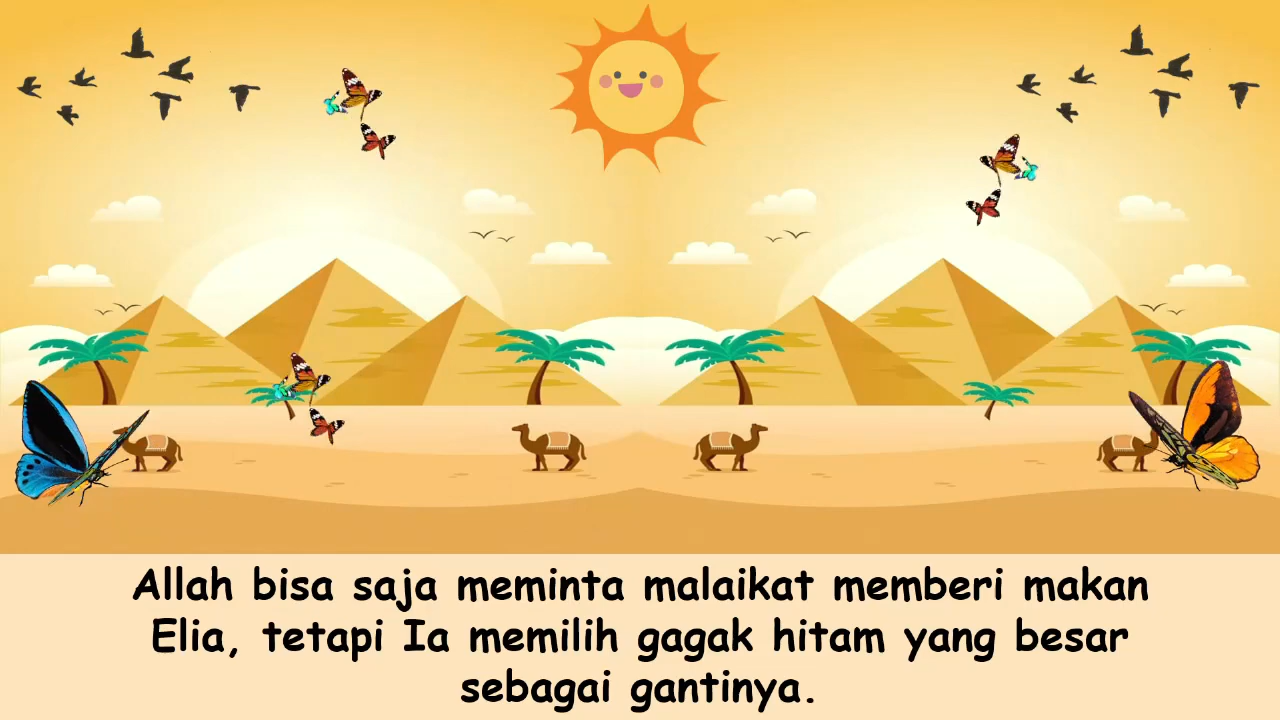 Allah bisa saja meminta malaikat memberi makan
Elia, tetapi Ia memilih gagak hitam yang besar
sebagai gantinya.